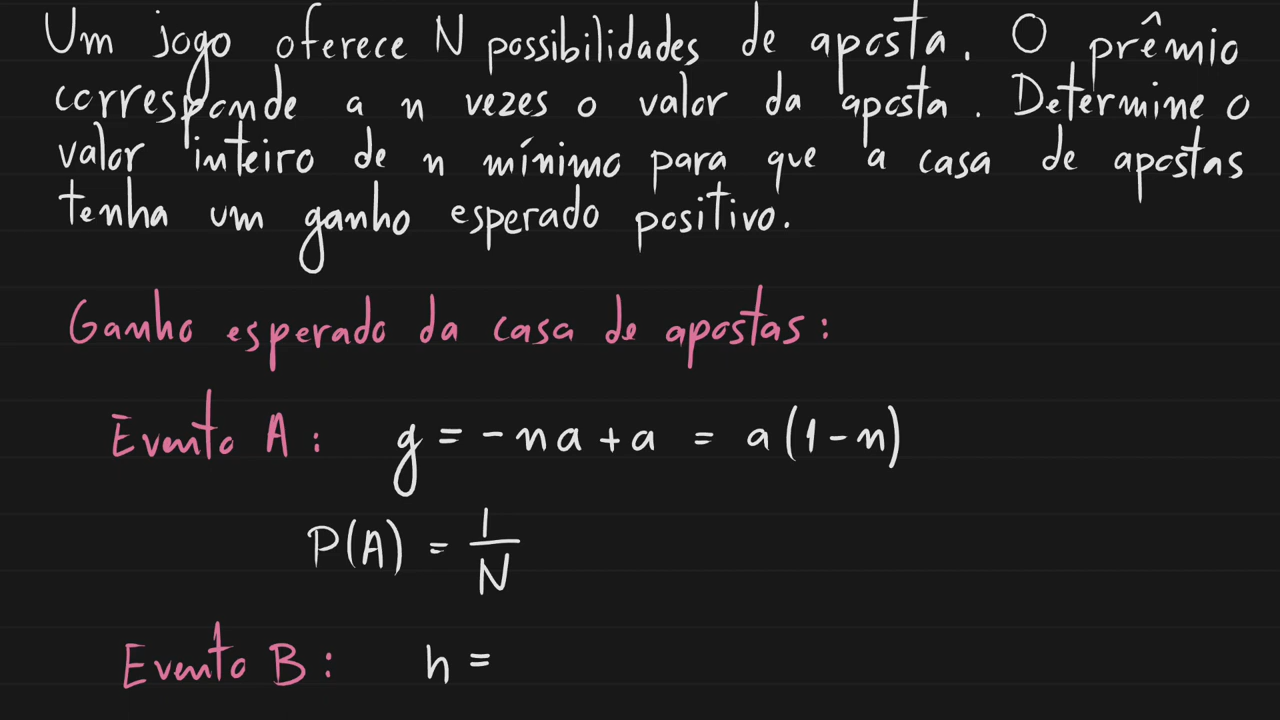 Um jogo oferece N possibilidades de aposta. O prêmio
corresponde a n vezes o valor da aposta. Determine o
valor inteiro de n mínimo para que a casa de apostas
tenha um ganho esperado positivo.
Ganho esperado da casa de apostas:
Evento A: g = -na + a = a(1-n)
P(A) = 1/N
Evento B: h =